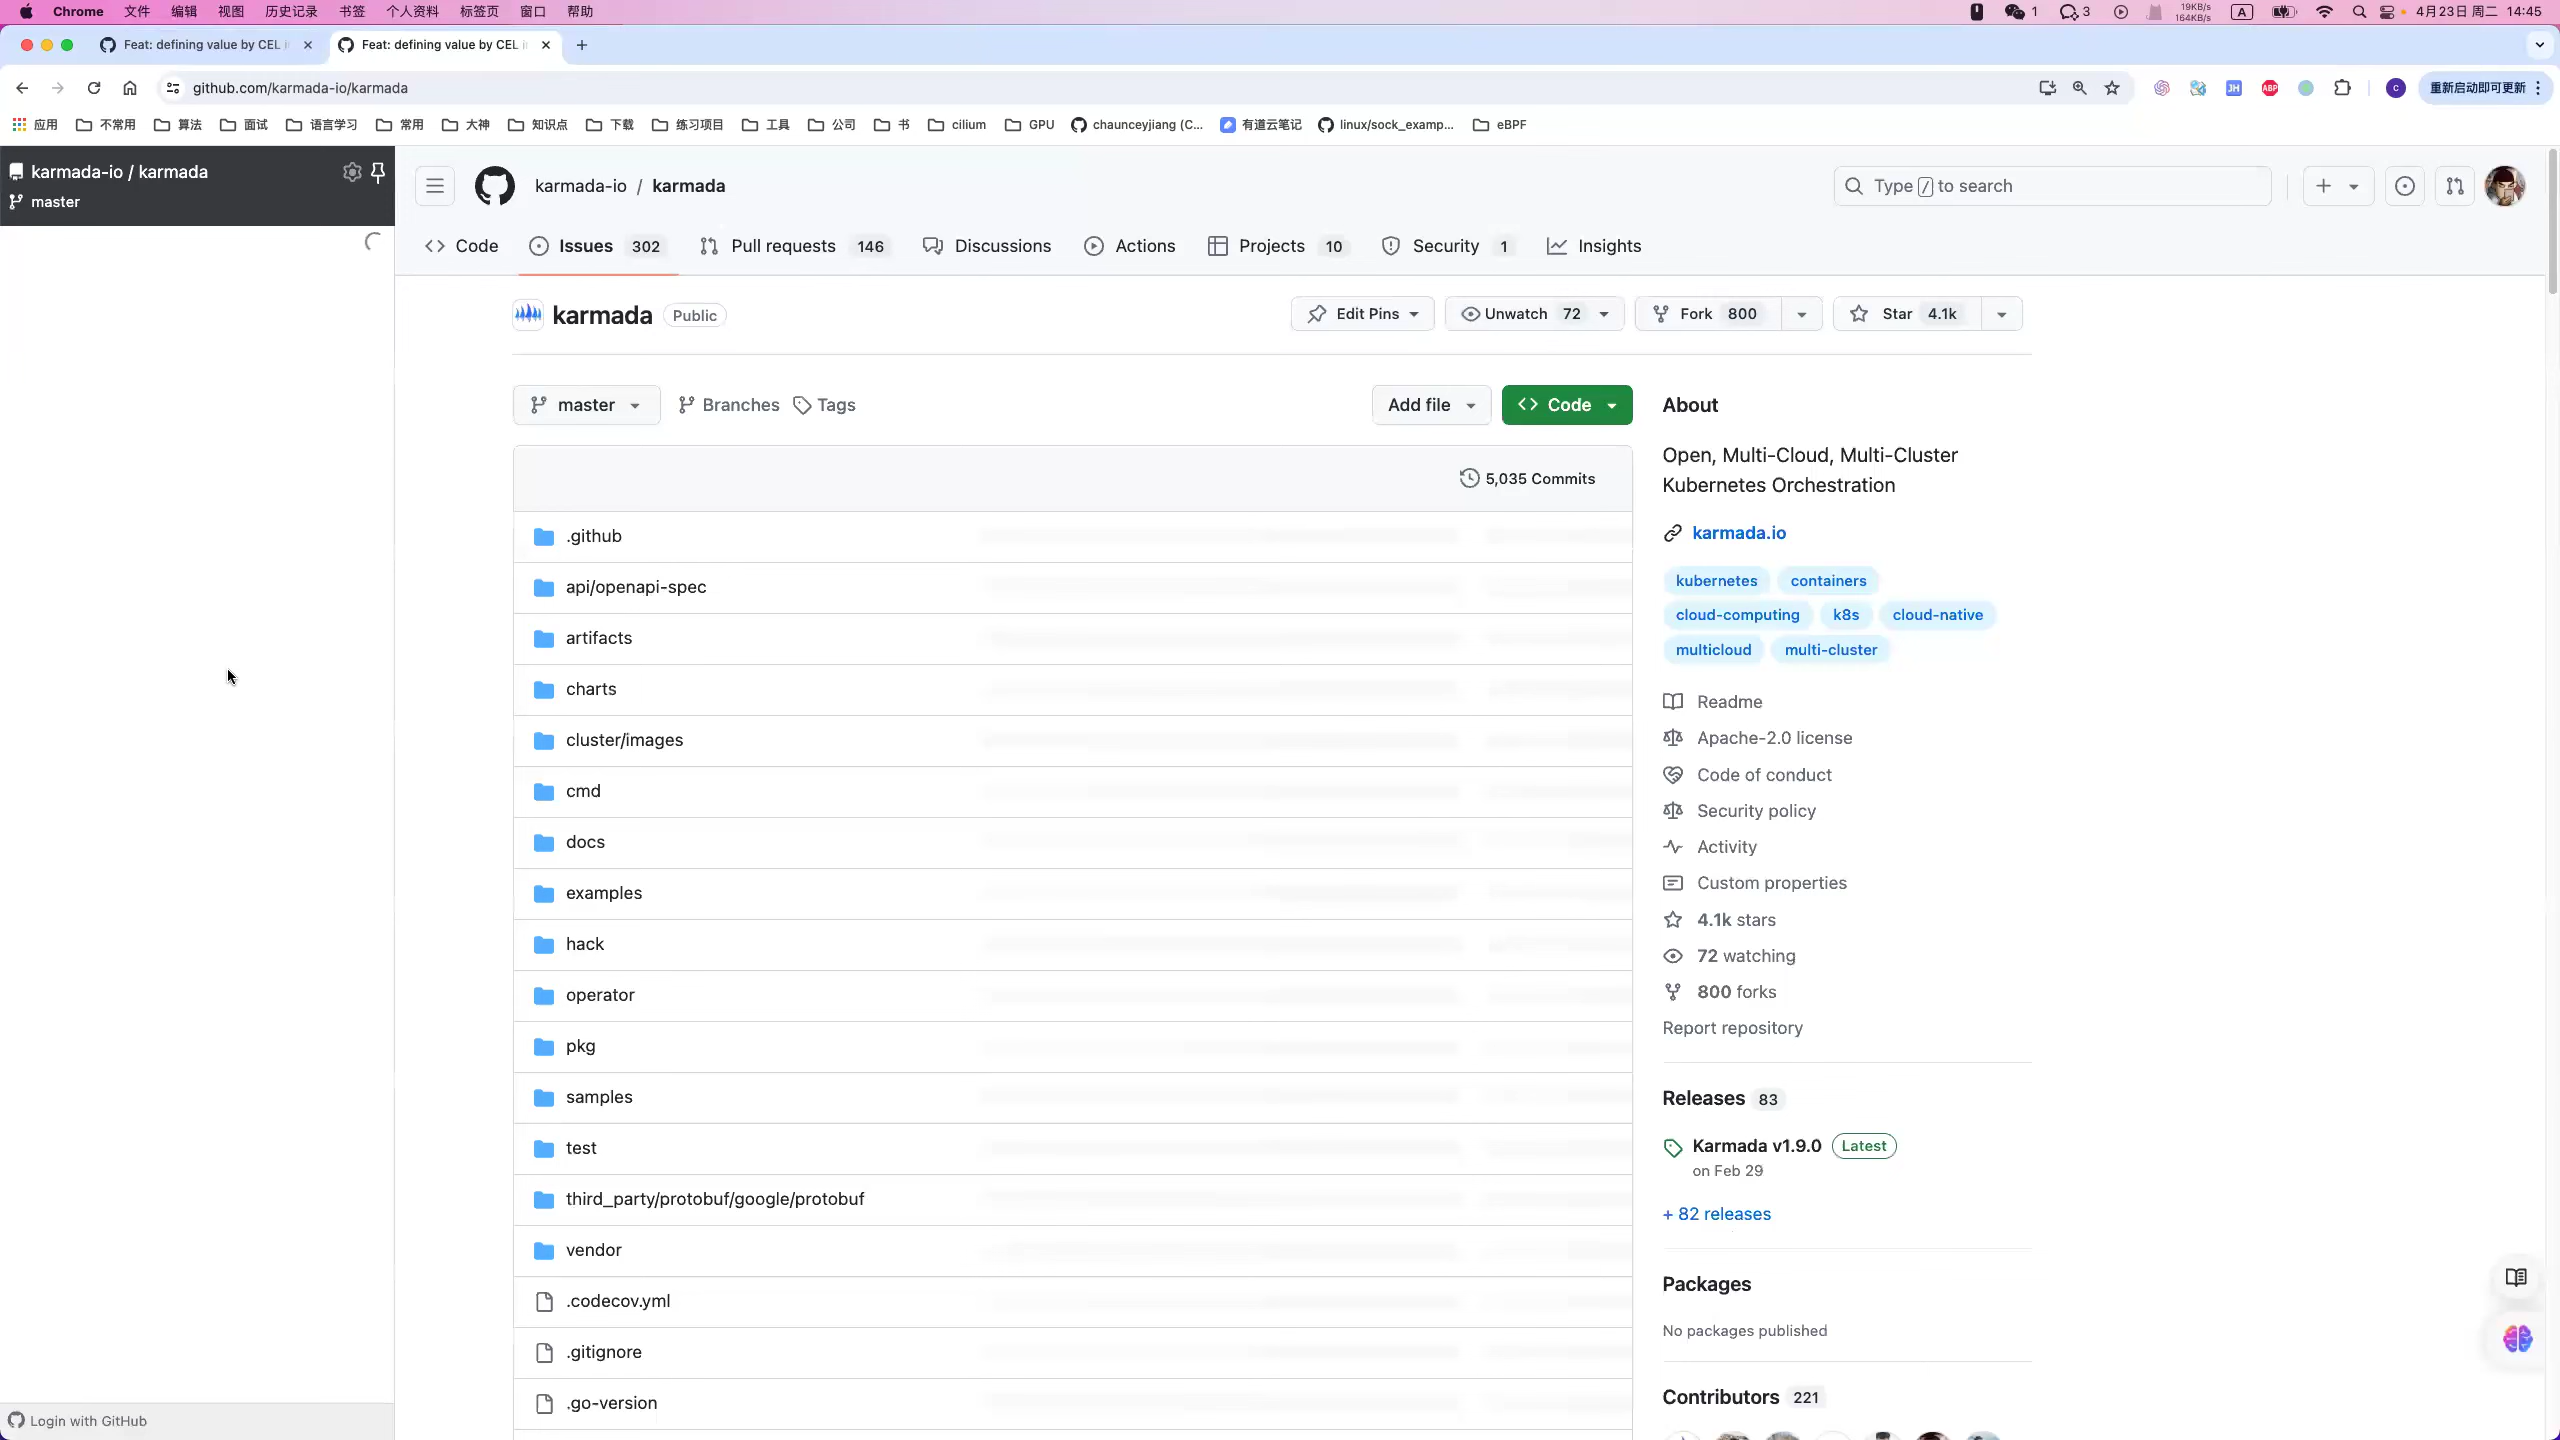 Chrome 文件 编辑 视图 历史记录 书签 个人资料 标签页 窗口 帮助 1 3 19KB/s 164KB/s A 4月23日 周二 14:45
Feat: defining value by CEL i Feat: defining value by CEL i
github.com/karmada-io/karmada JH ABP C 重新启动即可更新
应用 不常用 算法 面试 语言学习 常用 大神 知识点 下载 练习项目 工具 公司 书 cilium GPU chaunceyjiang (C... 有道云笔记 linux/sock_examp... eBPF
karmada-io / karmada
master
karmada-io / karmada Type / to search
Code Issues 302 Pull requests 146 Discussions Actions Projects 10 Security 1 Insights
karmada Public Edit Pins Unwatch 72 Fork 800 Star 4.1k
master Branches Tags Add file Code
5,035 Commits
.github
api/openapi-spec
artifacts
charts
cluster/images
cmd
docs
examples
hack
operator
pkg
samples
test
third_party/protobuf/google/protobuf
vendor
.codecov.yml
.gitignore
.go-version
About
Open, Multi-Cloud, Multi-Cluster
Kubernetes Orchestration
karmada.io
kubernetes containers
cloud-computing k8s cloud-native
multicloud multi-cluster
Readme
Apache-2.0 license
Code of conduct
Security policy
Activity
Custom properties
4.1k stars
72 watching
800 forks
Report repository
Releases 83
Karmada v1.9.0 Latest
on Feb 29
+ 82 releases
Packages
No packages published
Contributors 221
Login with GitHub